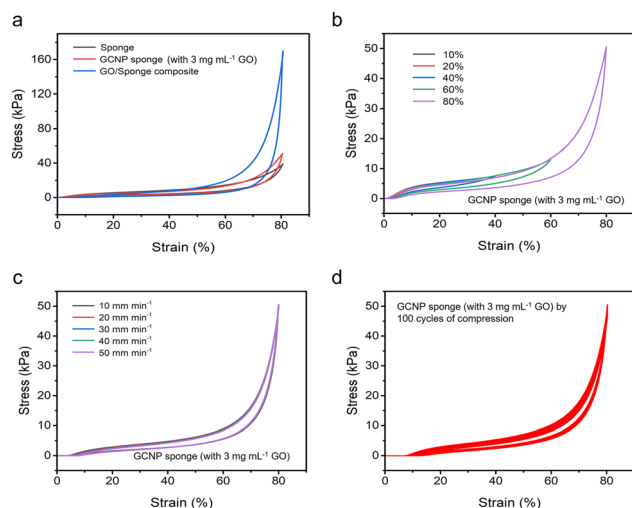 a
Sponge
GCNP sponge (with 3 mg mL⁻¹ GO)
GO/Sponge composite
Stress (kPa)
160
120
80
40
0
0 20 40 60 80
Strain (%)
b
10%
20%
40%
60%
80%
Stress (kPa)
50
40
30
20
10
0
GCNP sponge (with 3 mg mL⁻¹ GO)
0 10 20 30 40 50 60 70 80 90
Strain (%)
c
10 mm min⁻¹
20 mm min⁻¹
30 mm min⁻¹
40 mm min⁻¹
50 mm min⁻¹
Stress (kPa)
50
40
30
20
10
0
GCNP sponge (with 3 mg mL⁻¹ GO)
0 20 40 60 80
Strain (%)
d
GCNP sponge (with 3 mg mL⁻¹ GO) by
100 cycles of compression
Stress (kPa)
50
40
30
20
10
0
0 20 40 60 80
Strain (%)